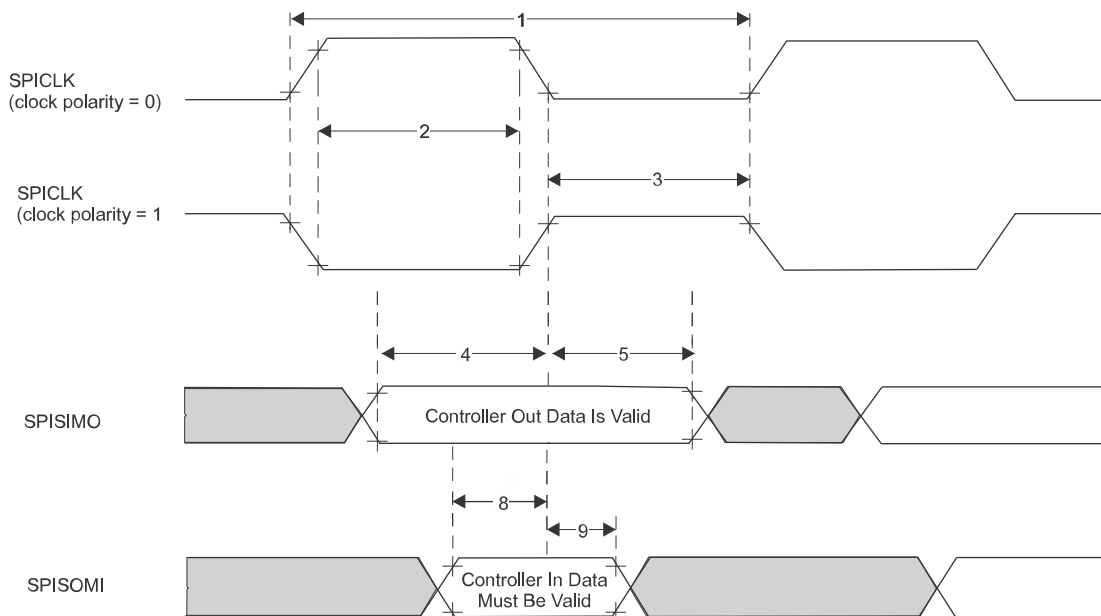 1
SPICLK
(clock polarity = 0)
2
3
SPICLK
(clock polarity = 1
4
5
SPISIMO
Controller Out Data Is Valid
8
9
SPISOMI
Controller In Data
Must Be Valid